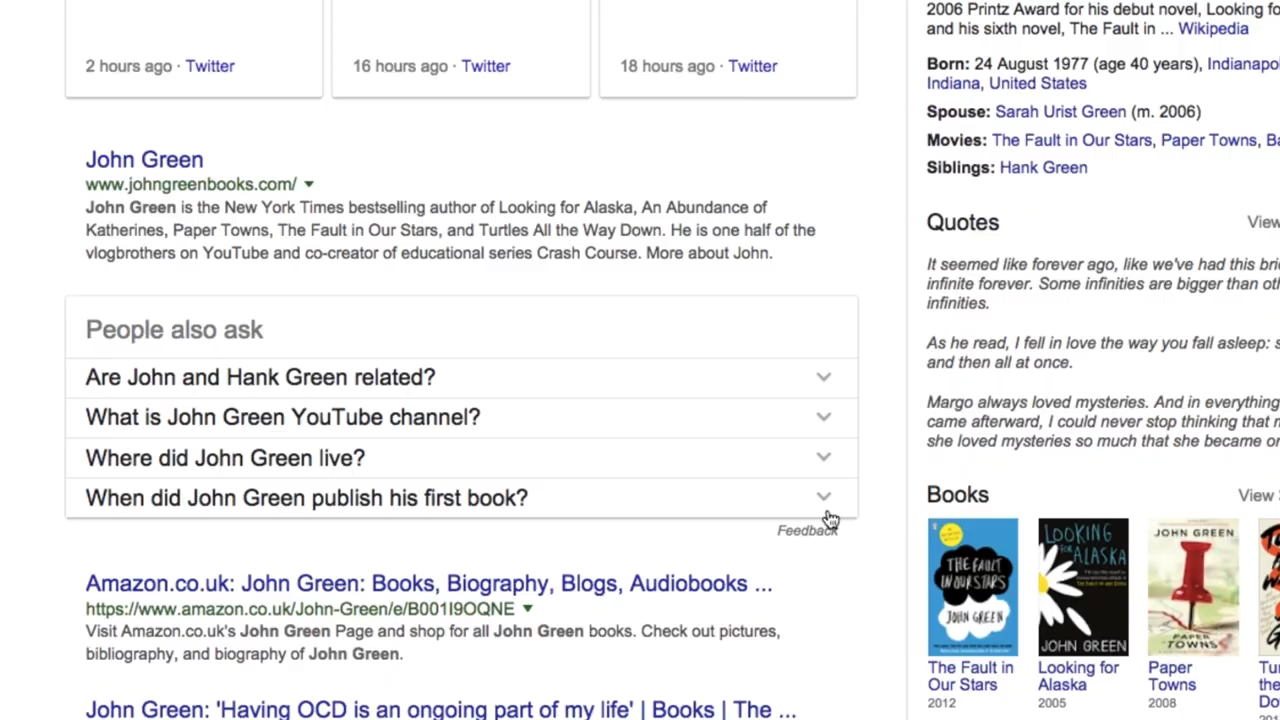 2 hours ago · Twitter
16 hours ago · Twitter
18 hours ago · Twitter
John Green
www.johngreenbooks.com/
John Green is the New York Times bestselling author of Looking for Alaska, An Abundance of
Katherines, Paper Towns, The Fault in Our Stars, and Turtles All the Way Down. He is one half of the
vlogbrothers on YouTube and co-creator of educational series Crash Course. More about John.
People also ask
Are John and Hank Green related?
What is John Green YouTube channel?
Where did John Green live?
When did John Green publish his first book?
Feedback
Amazon.co.uk: John Green: Books, Biography, Blogs, Audiobooks ...
https://www.amazon.co.uk/John-Green/e/B001I9OQNE
Visit Amazon.co.uk's John Green Page and shop for all John Green books. Check out pictures,
bibliography, and biography of John Green.
John Green: 'Having OCD is an ongoing part of my life' | Books | The ...
2006 Printz Award for his debut novel, Looking
and his sixth novel, The Fault in ... Wikipedia
Born: 24 August 1977 (age 40 years),
Indiana, United States
Spouse: Sarah Urist Green (m. 2006)
Movies: The Fault in Our Stars, Paper Towns,
Siblings: Hank Green
Quotes
View
It seemed like forever ago, like we've had this
infinite forever. Some infinities are bigger than
infinities.
As he read, I fell in love the way you fall asleep:
and then all at once.
Margo always loved mysteries. And in everything
came afterward, I could never stop thinking that
she loved mysteries so much that she became
Books
View
THE FAULT
IN OUR STARS
JOHN GREEN
LOOKING
FOR ALASKA
JOHN GREEN
JOHN GREEN
PAPER
TOWNS
The Fault in
Our Stars
2012
Looking for
Alaska
2005
Paper
Towns
2008
the